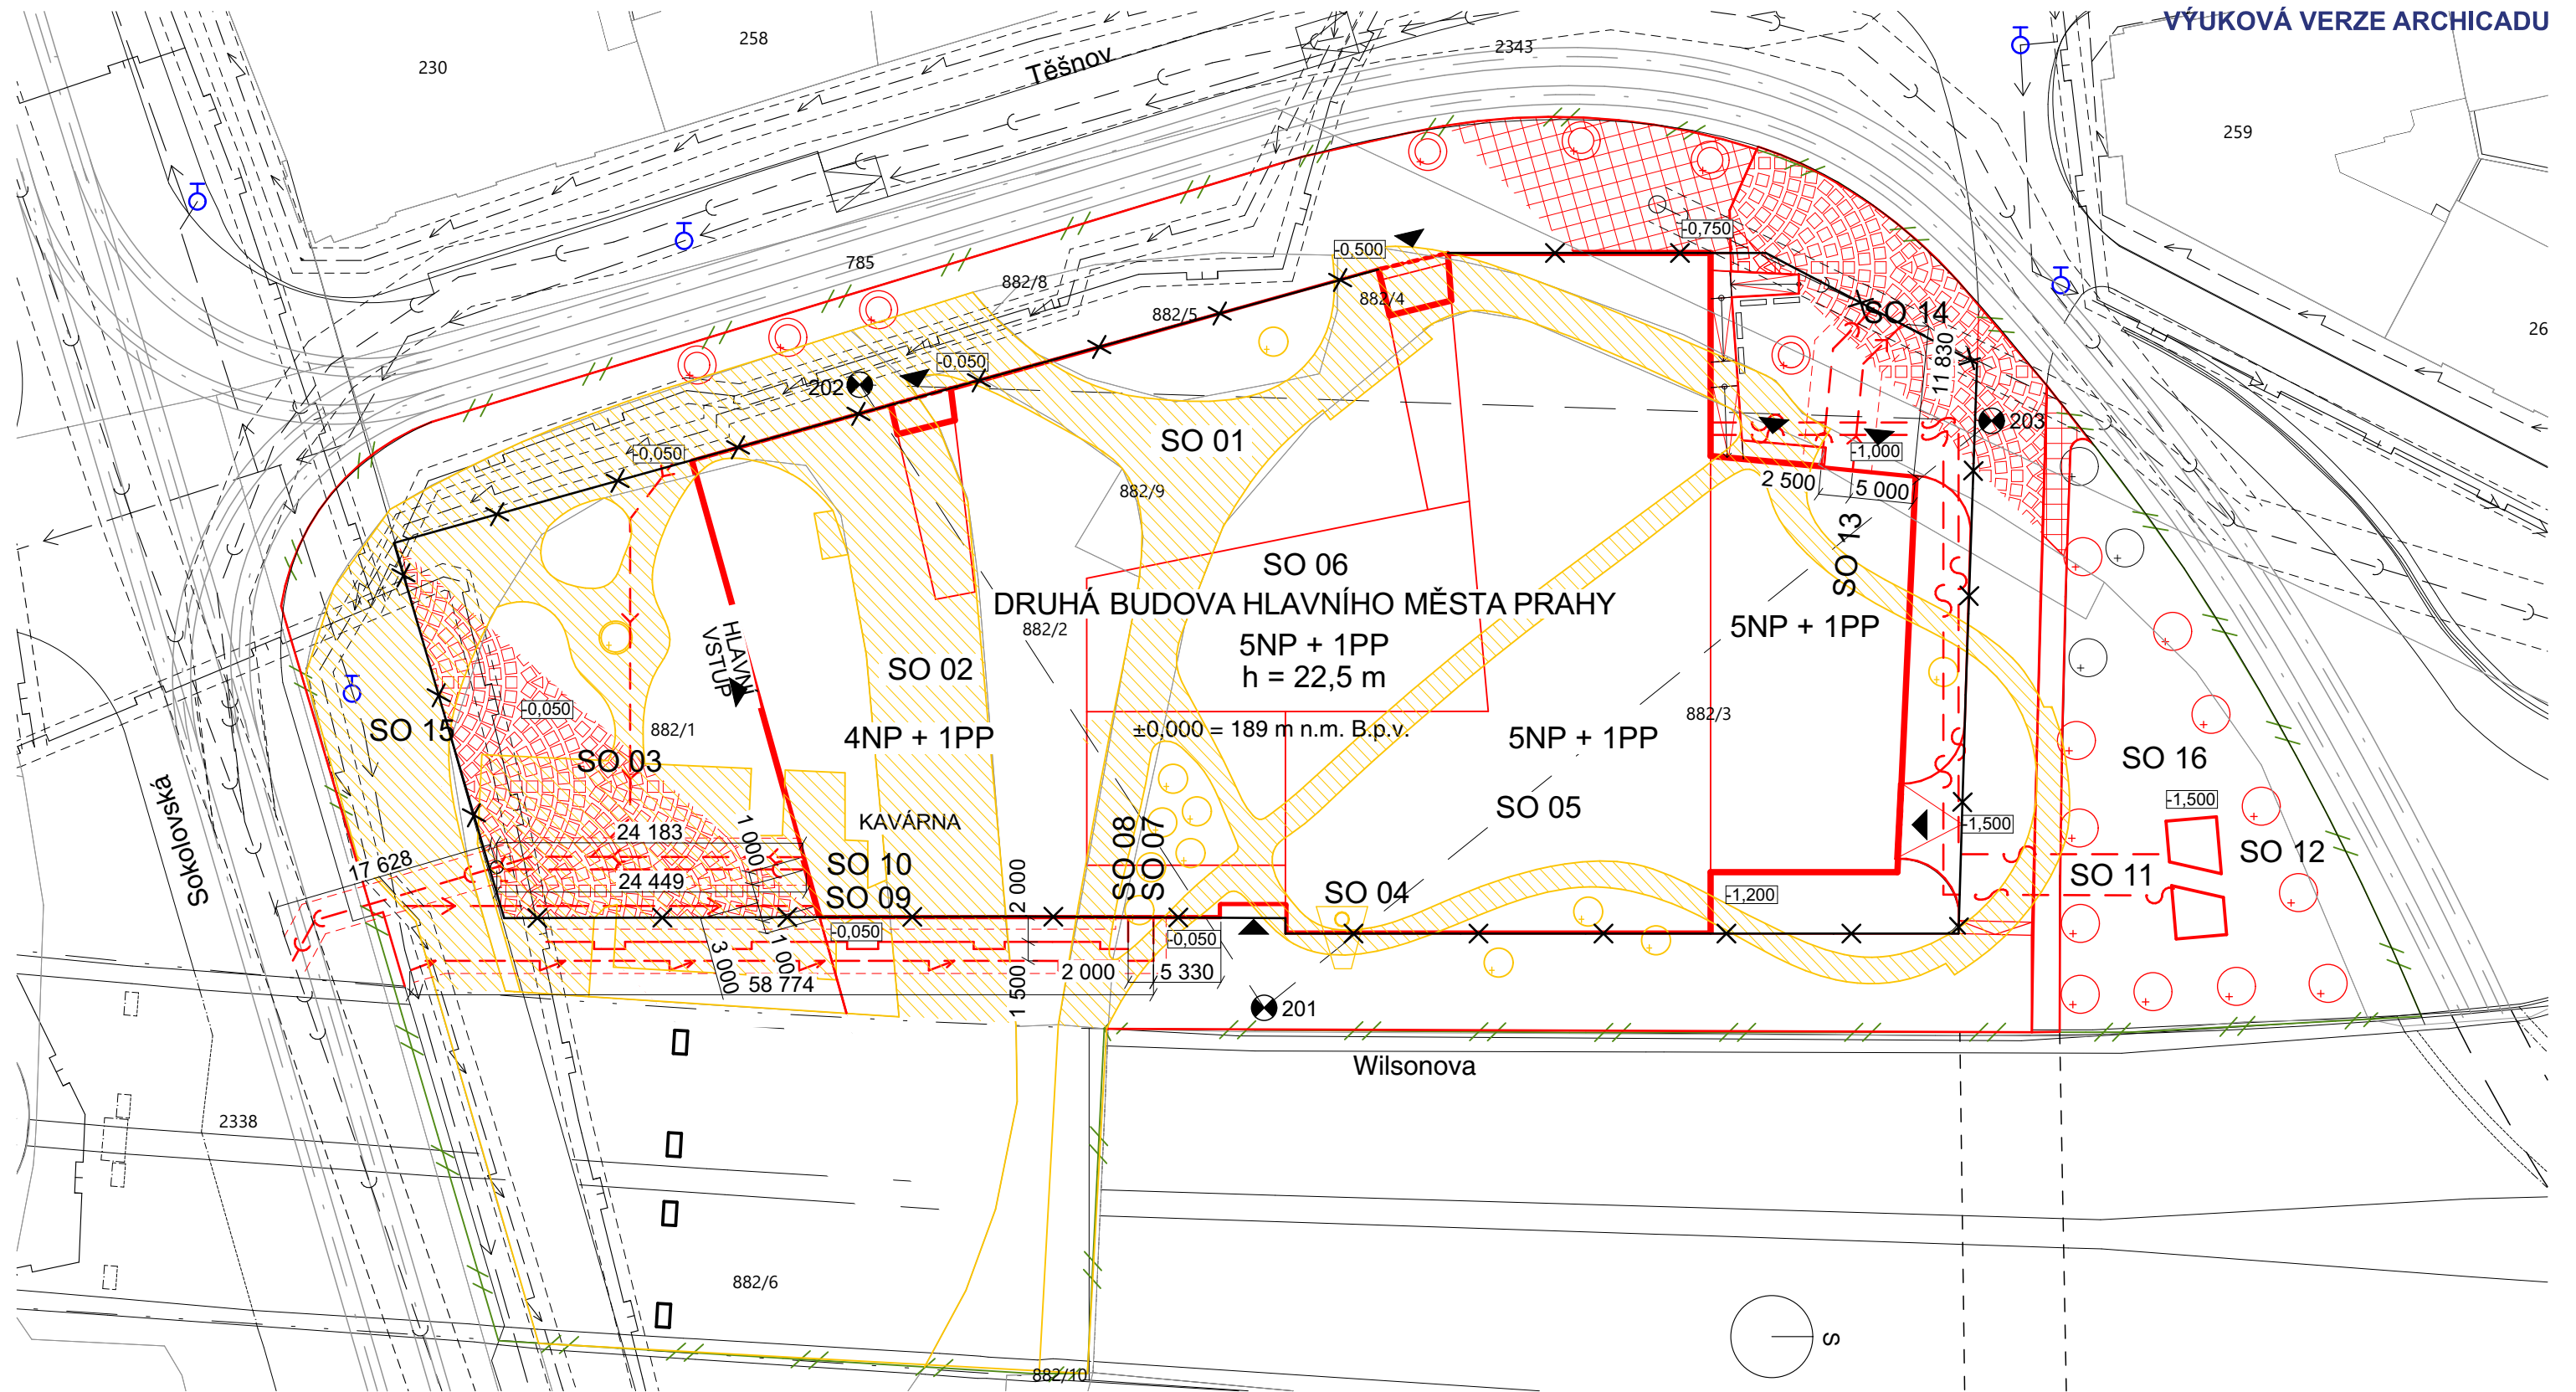 VÝUKOVÁ VERZE ARCHICADU
258
230
Těšnov
2343
259
785
882/8
882/5
-0,500
882/4
-0,750
SO 14
26
11 830
-0,050
202
203
-0,050
SO 01
882/9
-1,000
2 500
5 000
SO 13
SO 06
DRUHÁ BUDOVA HLAVNÍHO MĚSTA PRAHY
5NP + 1PP
h = 22,5 m
±0,000 = 189 m n.m. B.p.v.
882/2
5NP + 1PP
HLAVNÍ
VSTUP
SO 02
4NP + 1PP
-0,050
882/1
SO 15
SO 03
5NP + 1PP
882/3
SO 05
SO 16
-1,500
SO 12
SO 11
-1,500
Sokolovská
17 628
24 183
24 449
1 000
KAVÁRNA
SO 10
SO 09
SO 08
SO 07
SO 04
-1,200
2 000
-0,050
-0,050
3 000
1 000
58 774
1 500
2 000
5 330
201
Wilsonova
2338
882/6
882/10
S